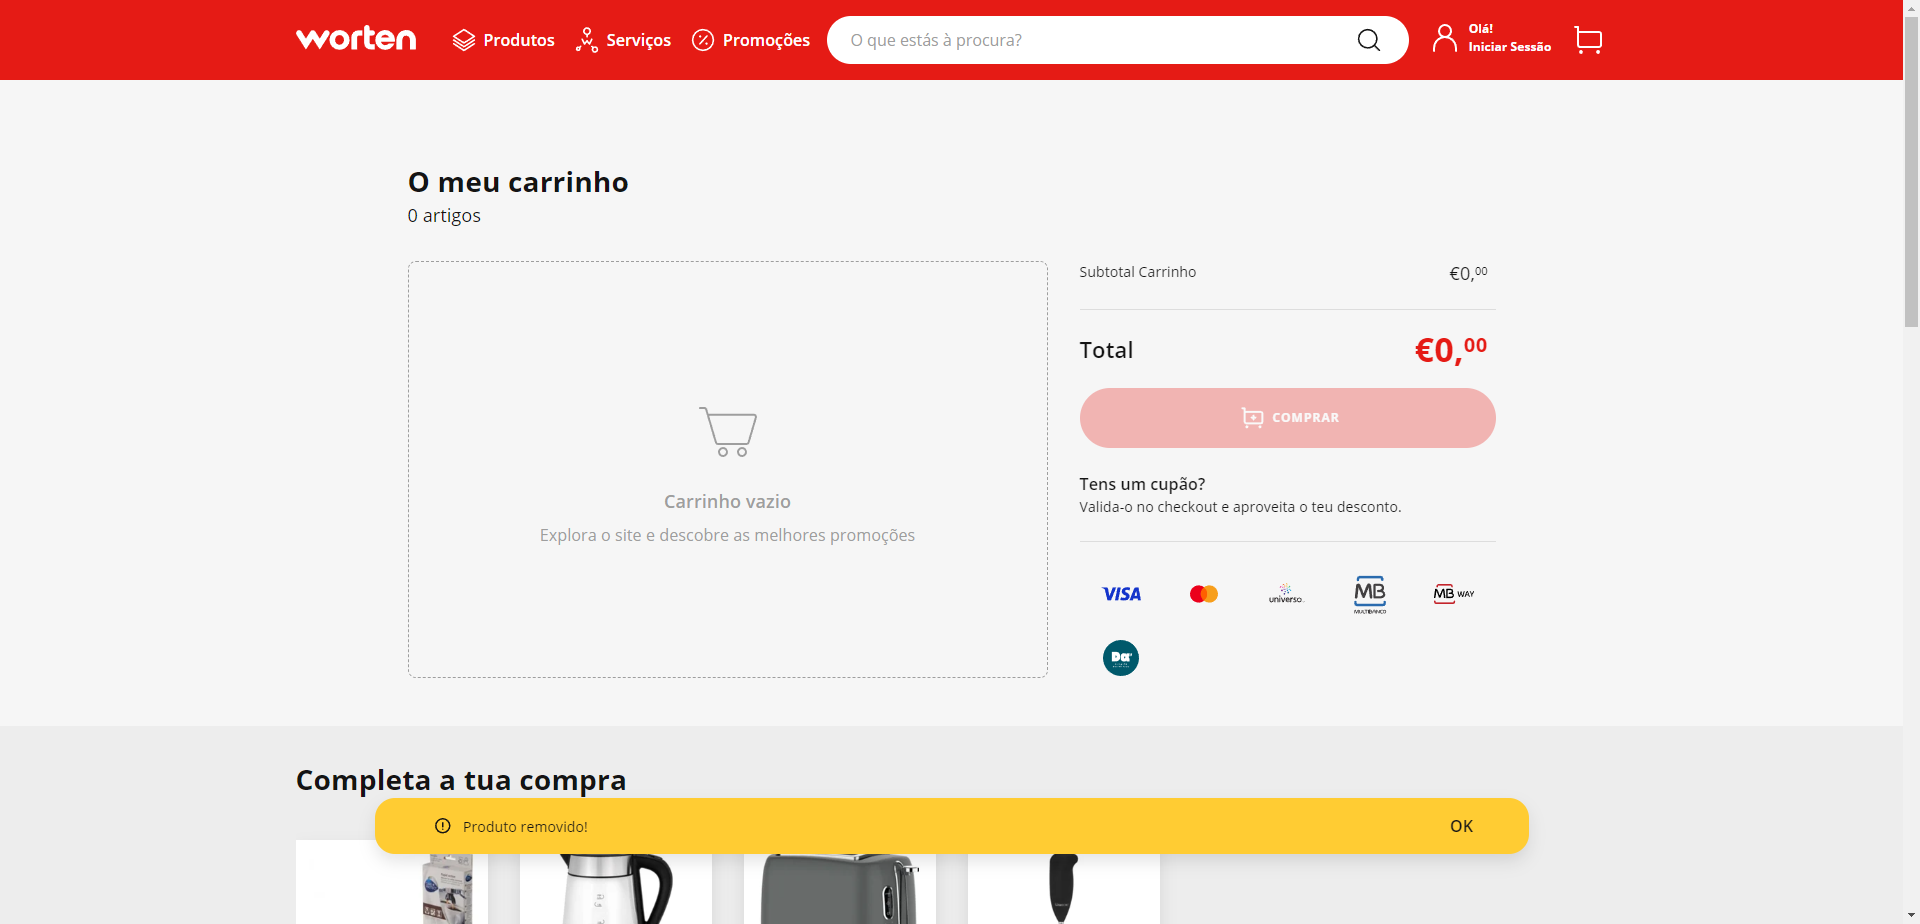 worten
Produtos
Serviços
Promoções
O que estás à procura?
Olá!
Iniciar Sessão
O meu carrinho
0 artigos
Carrinho vazio
Explora o site e descobre as melhores promoções
Subtotal Carrinho €0,00
Total €0,00
COMPRAR
Tens um cupão?
Valida-o no checkout e aproveita o teu desconto.
VISA
universo
MB
MULTIBANCO
MB WAY
Da
Completa a tua compra
Produto removido! OK